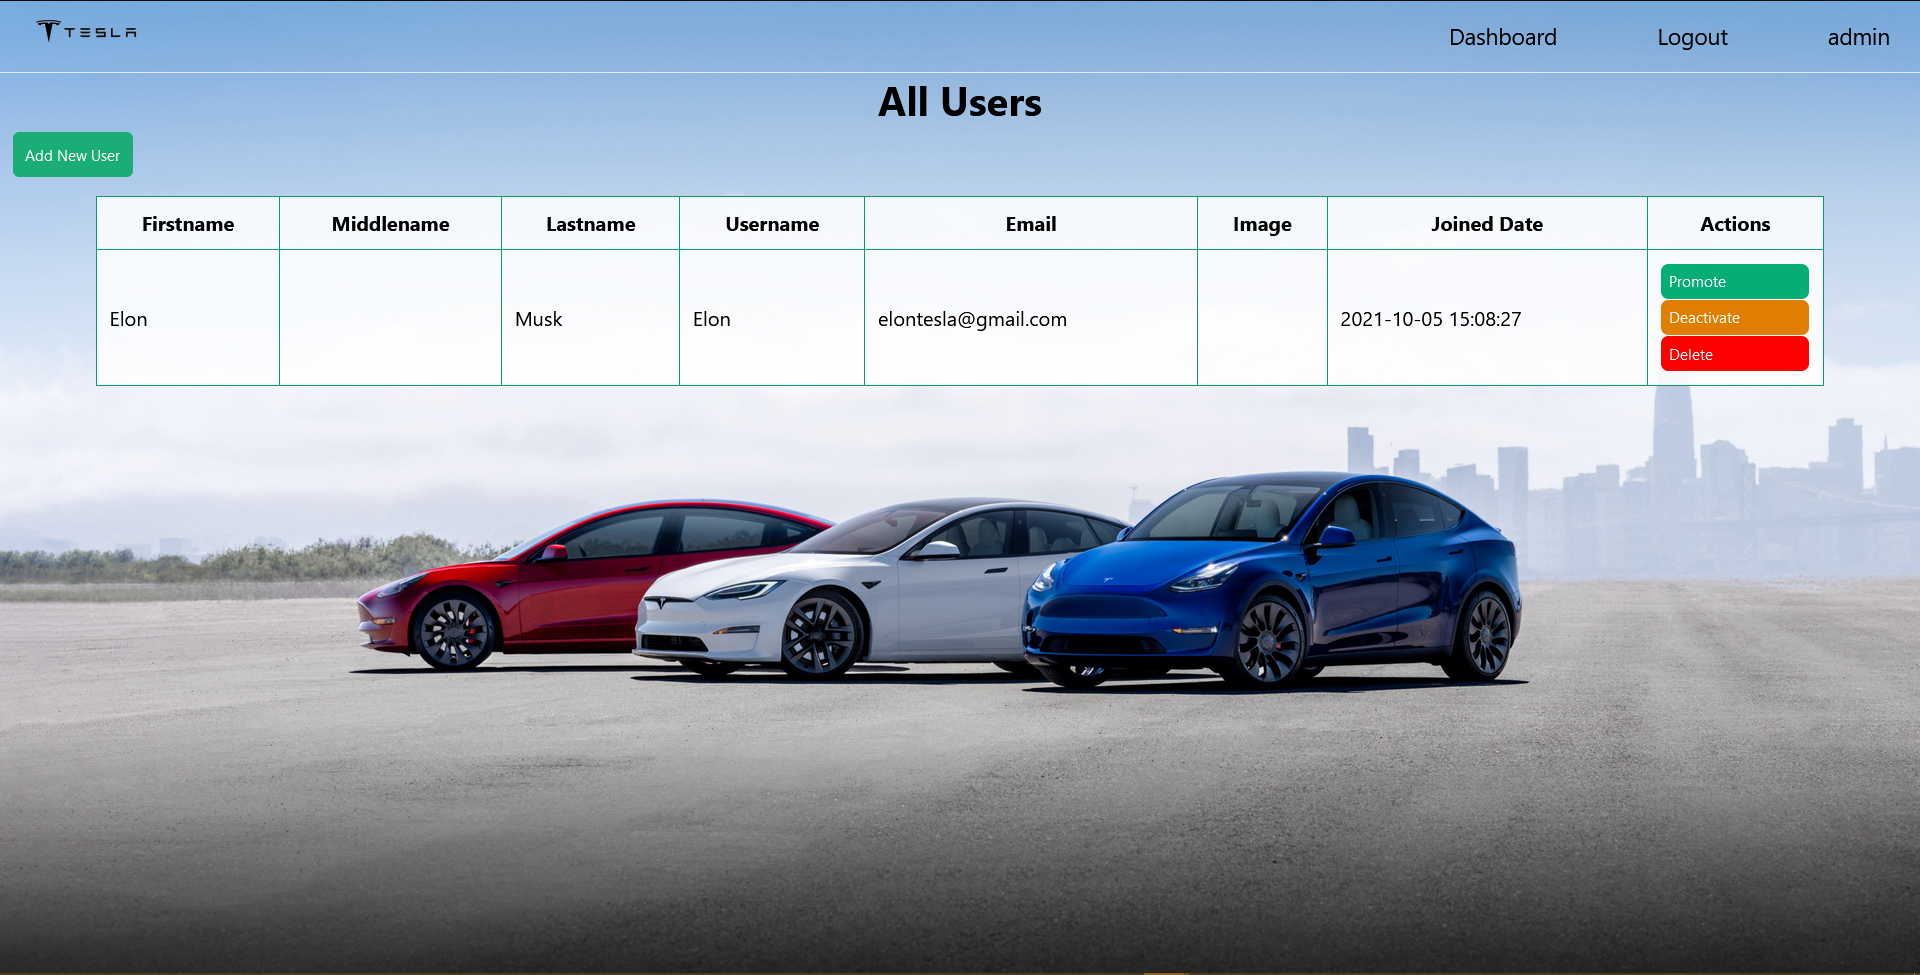 TESLA
Dashboard Logout admin
All Users
Add New User
Firstname Middlename Lastname Username Email Image Joined Date Actions
Elon Musk Elon elontesla@gmail.com 2021-10-05 15:08:27
Promote
Deactivate
Delete